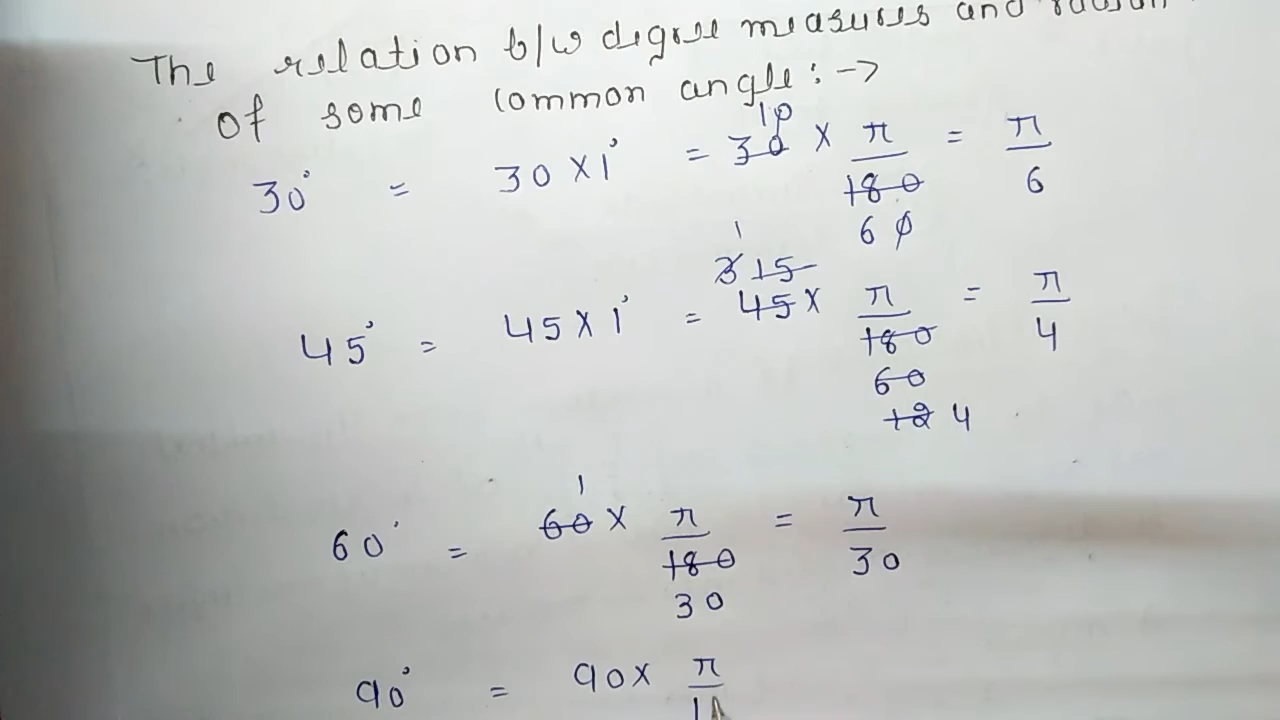 The relation b/w degree measures and radian
of some common angle:->
10
30° = 30 X 1° = 30 X π/180 = π/6
60
1
3 15
45° = 45 X 1° = 45 X π/180 = π/4
60
12 4
1
60° = 60 X π/180 = π/30
30
90° = 90 X π/